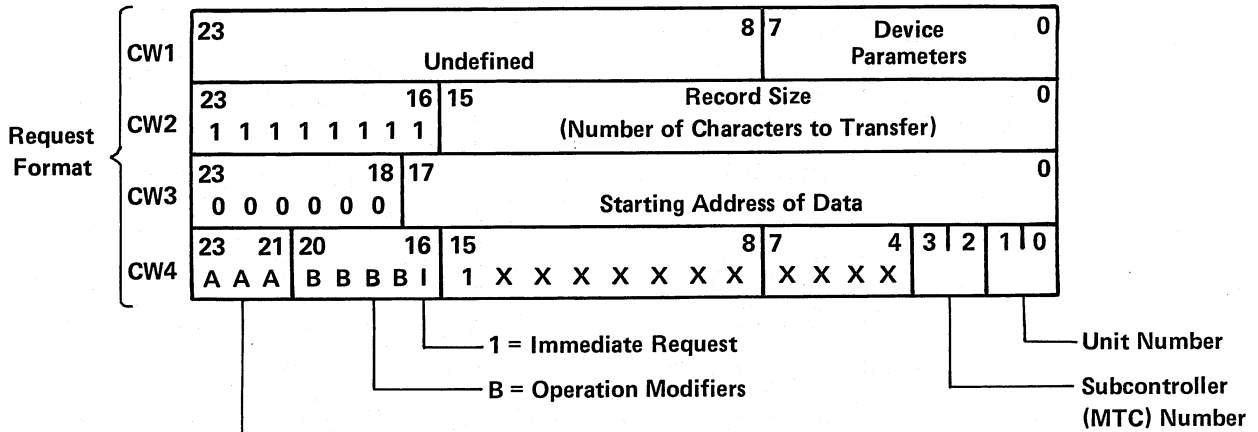 Request
Format
CW1
23 8 7 Device 0
Undefined Parameters
CW2
23 16 15 Record Size 0
1 1 1 1 1 1 1 1 (Number of Characters to Transfer)
CW3
23 18 17 0
0 0 0 0 0 0 Starting Address of Data
CW4
23 21 20 16 15 8 7 4 3 2 1 0
A A A B B B B I 1 X X X X X X X X X X X
1 = Immediate Request
B = Operation Modifiers
Unit Number
Subcontroller
(MTC) Number